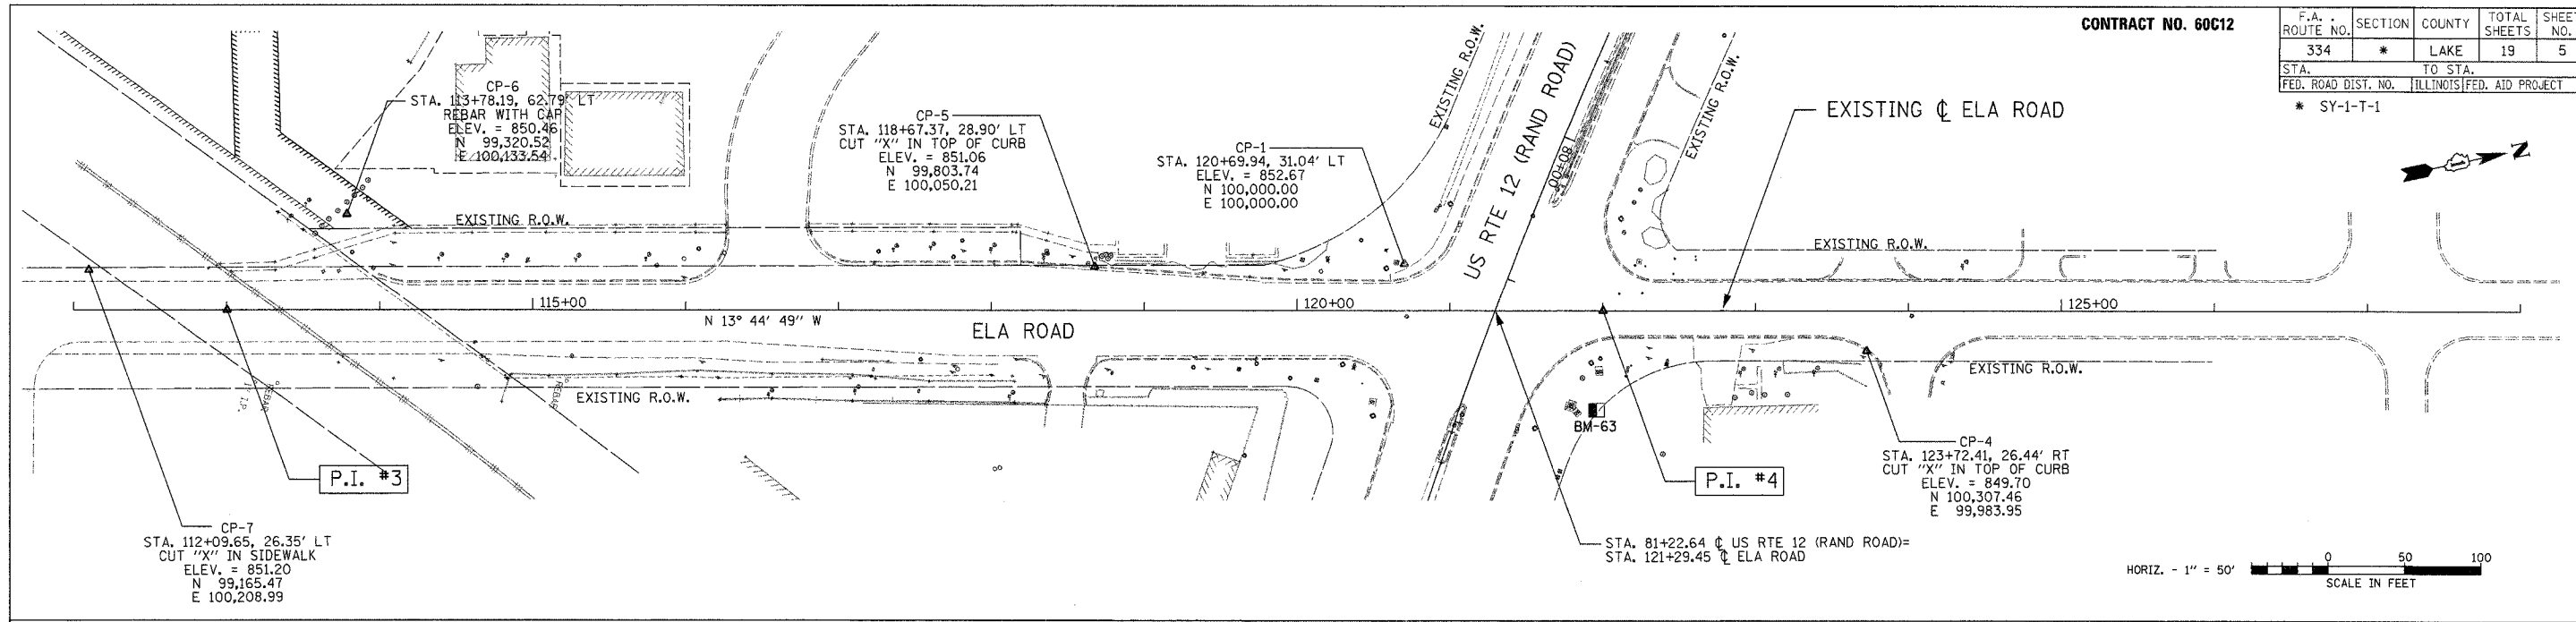 CONTRACT NO. 60C12
F.A. ROUTE NO. SECTION COUNTY TOTAL SHEETS SHEET NO.
334 * LAKE 19 5
STA. TO STA.
FED. ROAD DIST. NO. ILLINOIS FED. AID PROJECT
* SY-1-T-1
N
CP-6
STA. 113+78.19, 62.79' LT
REBAR WITH CAP
ELEV. = 850.46
N 99,320.52
E 100,133.54
CP-5
STA. 118+67.37, 28.90' LT
CUT "X" IN TOP OF CURB
ELEV. = 851.06
N 99,803.74
E 100,050.21
CP-1
STA. 120+69.94, 31.04' LT
ELEV. = 852.67
N 100,000.00
E 100,000.00
EXISTING R.O.W.
US RTE 12 (RAND ROAD)
80+00
EXISTING R.O.W.
EXISTING ℄ ELA ROAD
EXISTING R.O.W.
EXISTING R.O.W.
115+00
120+00
125+00
N 13° 44' 49" W
ELA ROAD
REBAR
I.P.
REBAR
EXISTING R.O.W.
EXISTING R.O.W.
BM-63
P.I. #3
P.I. #4
CP-4
STA. 123+72.41, 26.44' RT
CUT "X" IN TOP OF CURB
ELEV. = 849.70
N 100,307.46
E 99,983.95
CP-7
STA. 112+09.65, 26.35' LT
CUT "X" IN SIDEWALK
ELEV. = 851.20
N 99,165.47
E 100,208.99
STA. 81+22.64 ℄ US RTE 12 (RAND ROAD)=
STA. 121+29.45 ℄ ELA ROAD
HORIZ. - 1" = 50'
0 50 100
SCALE IN FEET